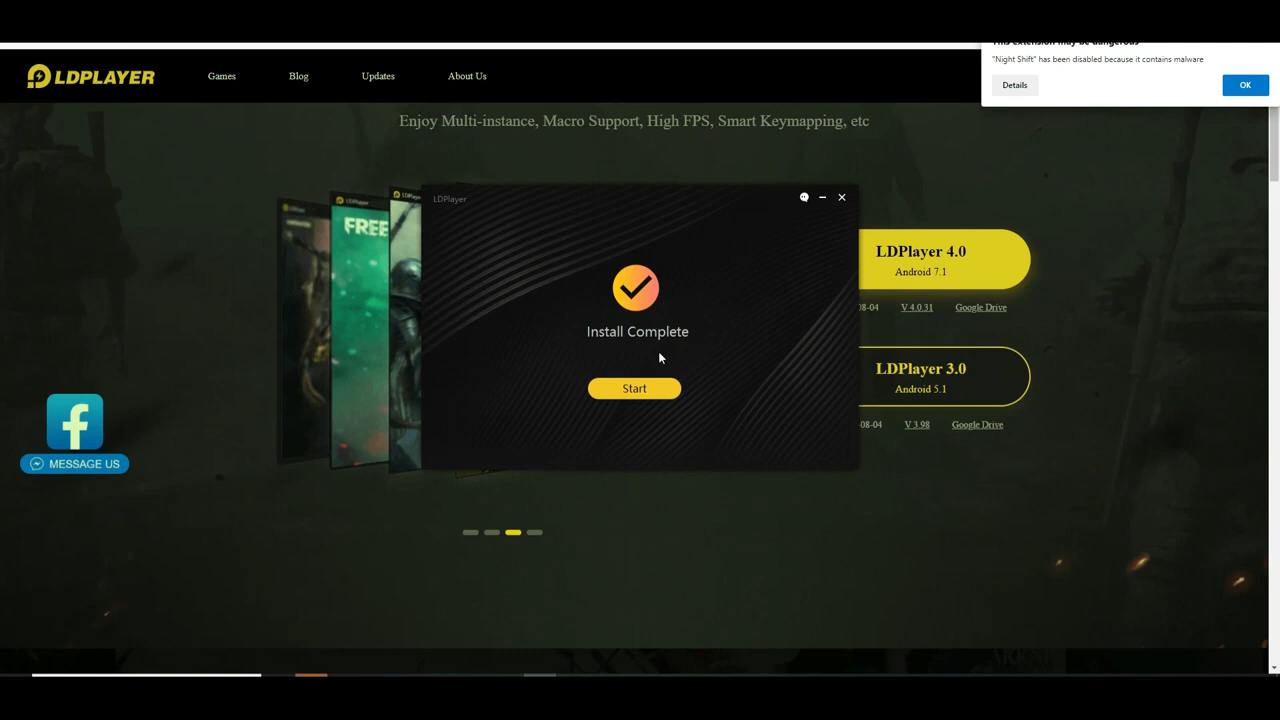 This extension may be dangerous
"Night Shift" has been disabled because it contains malware
Details
OK
LDPLAYER
Games
Blog
Updates
About Us
Enjoy Multi-instance, Macro Support, High FPS, Smart Keymapping, etc
LDPlayer
FREE
Install Complete
Start
LDPlayer 4.0
Android 7.1
08-04
V 4.0.31
Google Drive
LDPlayer 3.0
Android 5.1
-08-04
V 3.98
Google Drive
MESSAGE US